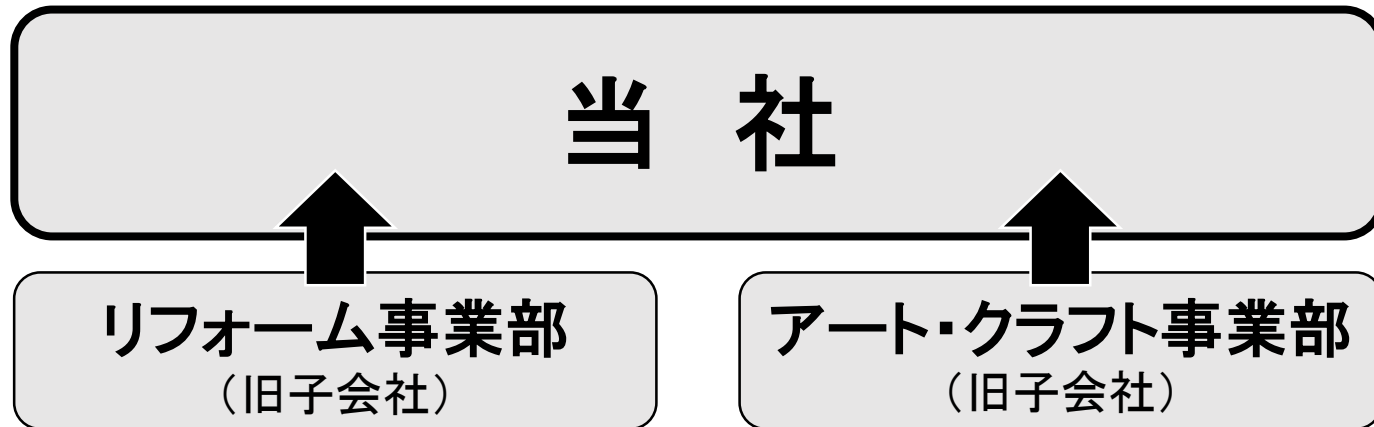 当 社
リフォーム事業部
（旧子会社）
アート・クラフト事業部
（旧子会社）